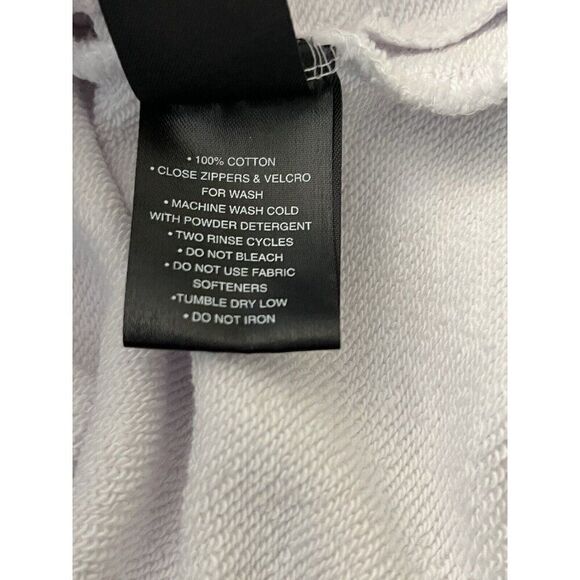 • 100% COTTON
• CLOSE ZIPPERS & VELCRO
FOR WASH
• MACHINE WASH COLD
WITH POWDER DETERGENT
• TWO RINSE CYCLES
• DO NOT BLEACH
• DO NOT USE FABRIC
SOFTENERS
•TUMBLE DRY LOW
• DO NOT IRON